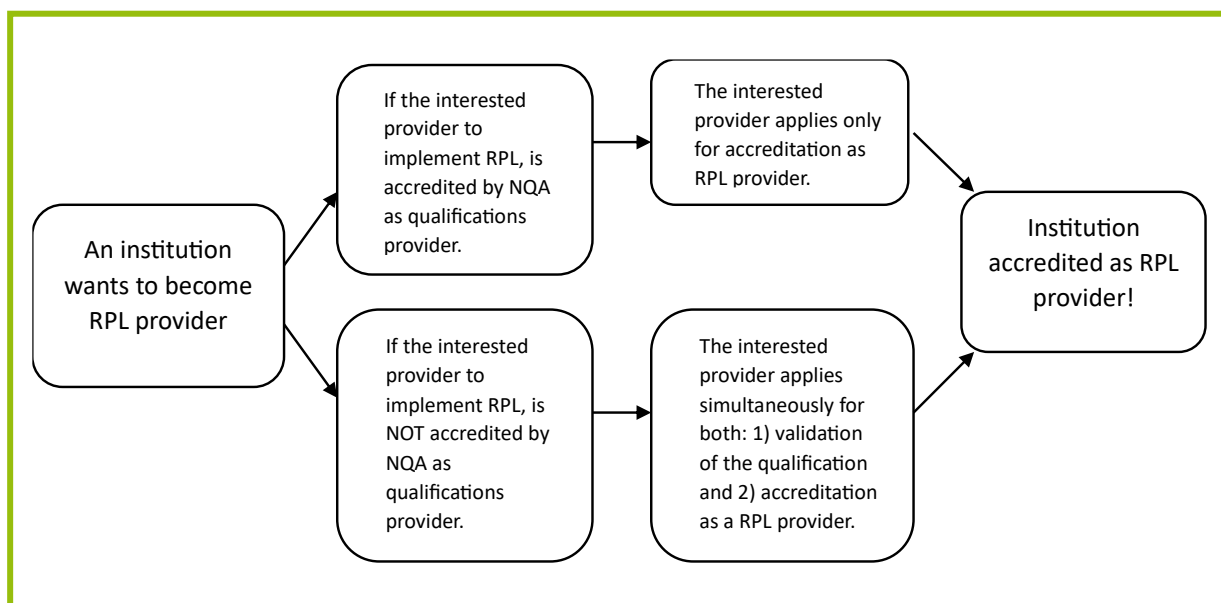 An institution
wants to become
RPL provider
If the interested
provider to
implement RPL, is
accredited by NQA
as qualifications
provider.
The interested
provider applies only
for accreditation as
RPL provider.
If the interested
provider to
implement RPL, is
NOT accredited by
NQA as
qualifications
provider.
The interested
provider applies
simultaneously for
both: 1) validation
of the qualification
and 2) accreditation
as a RPL provider.
Institution
accredited as RPL
provider!